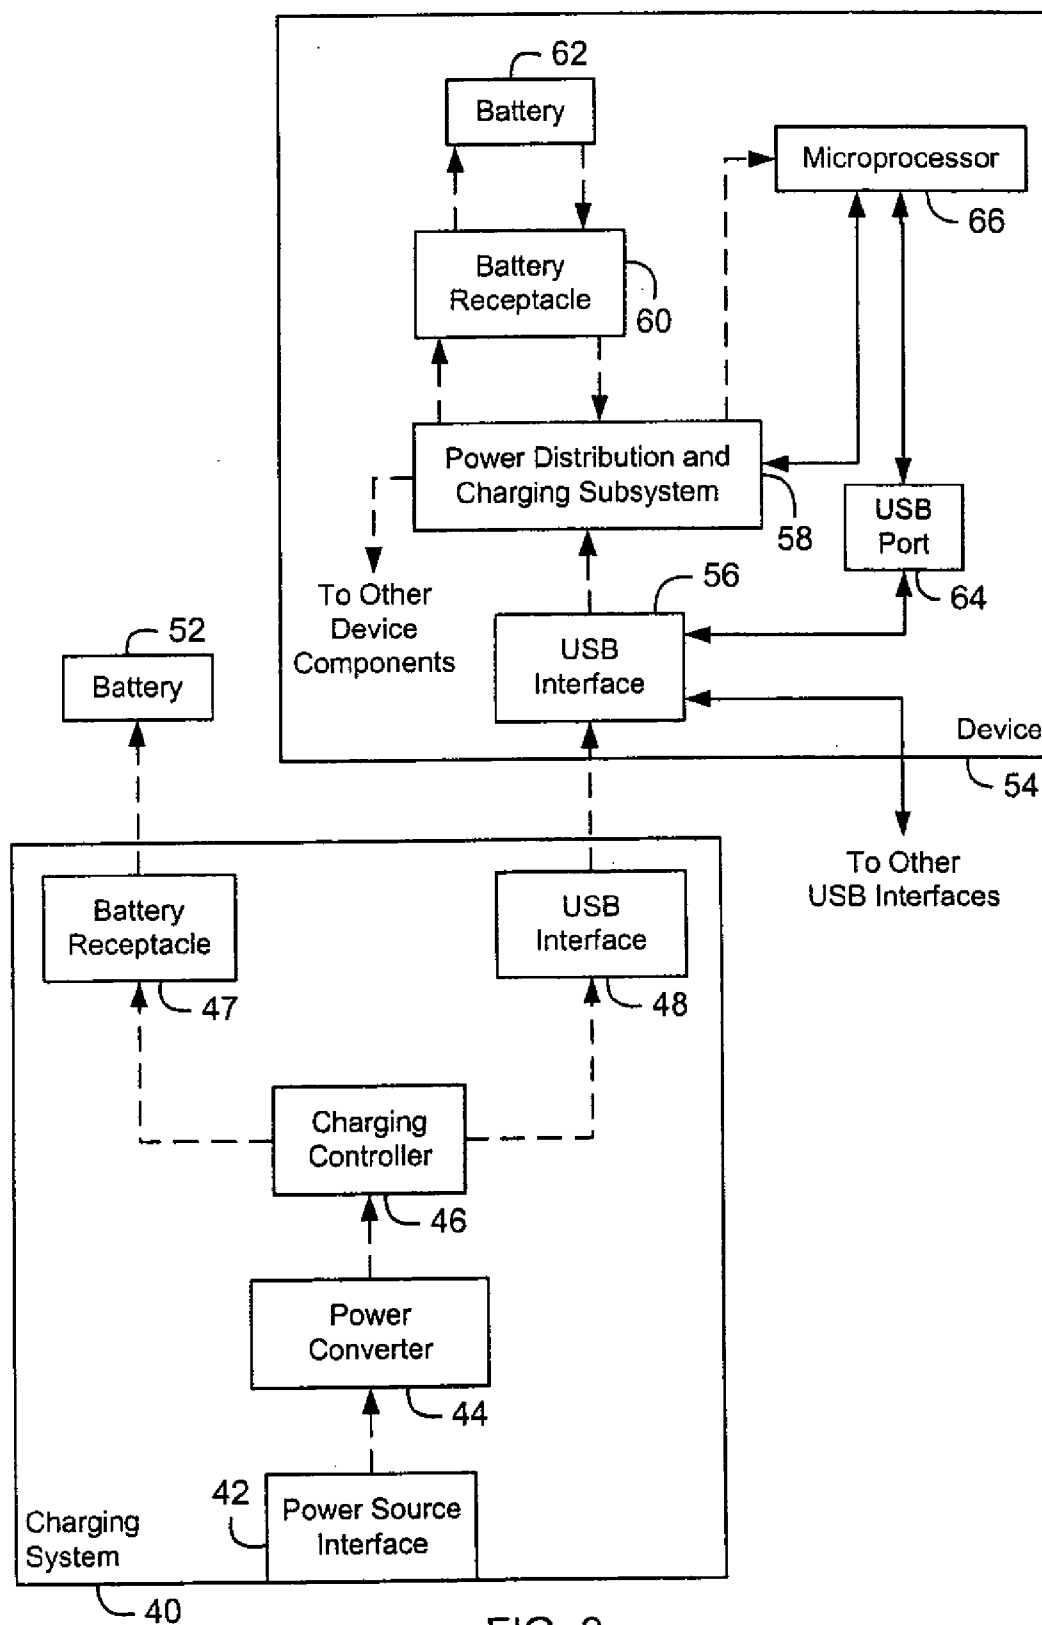 62
Battery
Microprocessor
66
Battery
Receptacle
60
Power Distribution and
Charging Subsystem
58
USB
Port
64
To Other
Device
Components
56
USB
Interface
52
Battery
Device
54
To Other
USB Interfaces
Battery
Receptacle
47
USB
Interface
48
Charging
Controller
46
Power
Converter
44
42
Power Source
Interface
Charging
System
40